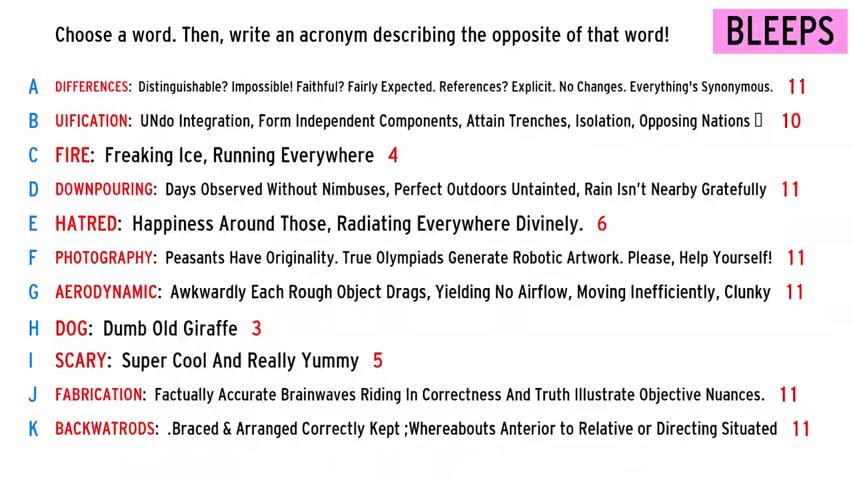 Choose a word. Then, write an acronym describing the opposite of that word!
BLEEPS
A DIFFERENCES: Distinguishable? Impossible! Faithful? Fairly Expected. References? Explicit. No Changes. Everything's Synonymous. 11
B UIFICATION: UNdo Integration, Form Independent Components, Attain Trenches, Isolation, Opposing Nations 10
C FIRE: Freaking Ice, Running Everywhere 4
D DOWNPOURING: Days Observed Without Nimbuses, Perfect Outdoors Untainted, Rain Isn't Nearby Gratefully 11
E HATRED: Happiness Around Those, Radiating Everywhere Divinely. 6
F PHOTOGRAPHY: Peasants Have Originality. True Olympiads Generate Robotic Artwork. Please, Help Yourself! 11
G AERODYNAMIC: Awkwardly Each Rough Object Drags, Yielding No Airflow, Moving Inefficiently, Clunky 11
H DOG: Dumb Old Giraffe 3
I SCARY: Super Cool And Really Yummy 5
J FABRICATION: Factually Accurate Brainwaves Riding In Correctness And Truth Illustrate Objective Nuances. 11
K BACKWATRODS: .Braced & Arranged Correctly Kept ;Whereabouts Anterior to Relative or Directing Situated 11